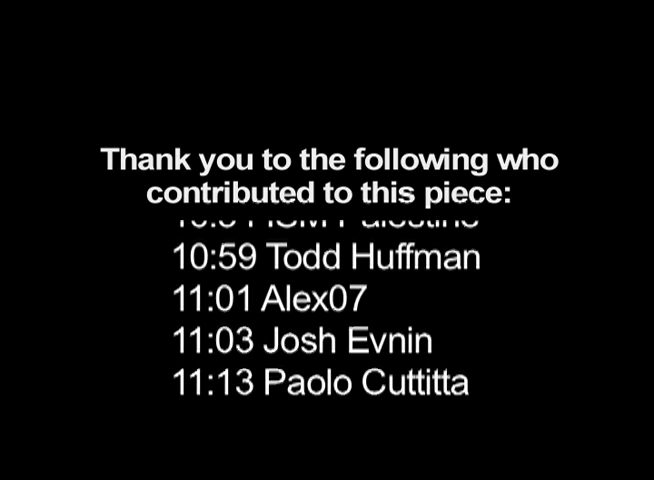 Thank you to the following who
contributed to this piece:
10:59 Todd Huffman
11:01 Alex07
11:03 Josh Evnin
11:13 Paolo Cuttitta